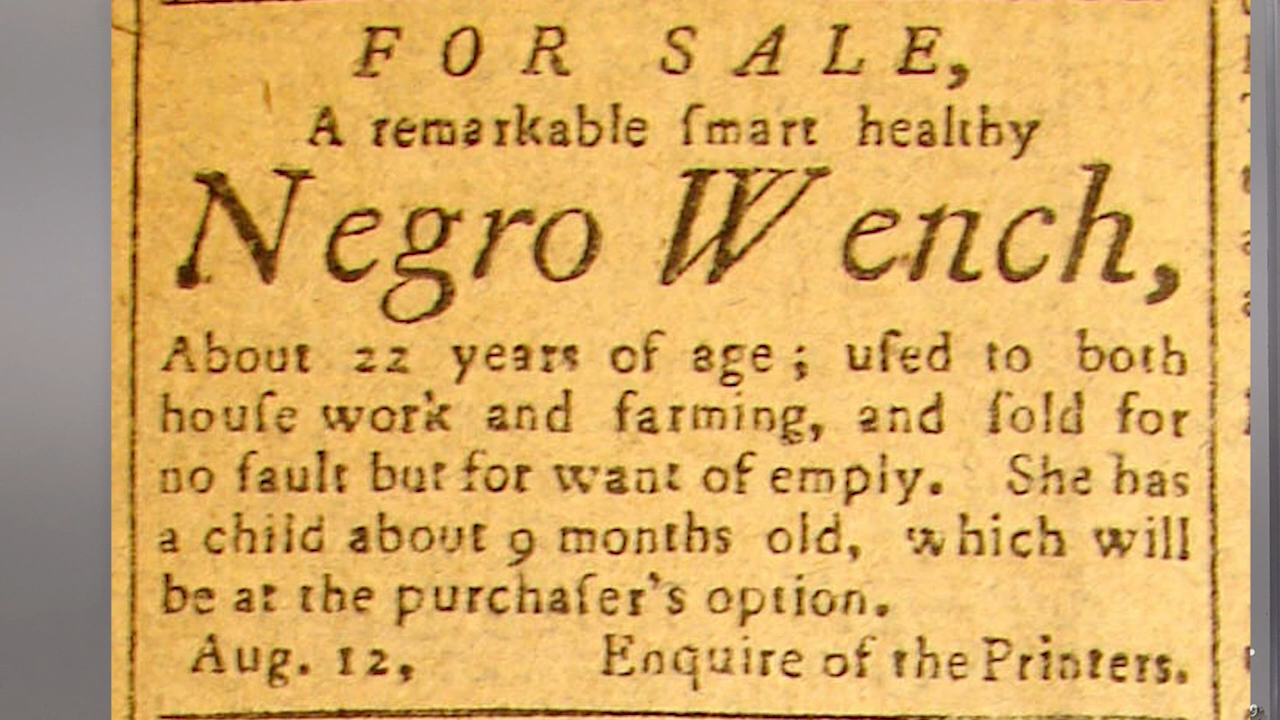 FOR SALE,
A remarkable ſmart healthy
Negro Wench,
About 22 years of age; uſed to both
houſe work and farming, and ſold for
no fault but for want of emply. She has
a child about 9 months old, which will
be at the purchaſer's option.
Aug. 12, Enquire of the Printers.